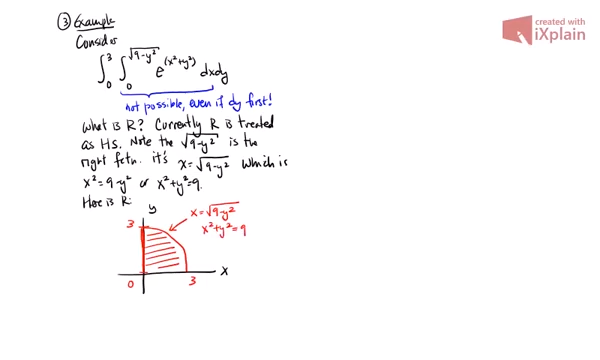 ③ Example
Consider
∫₀³ ∫₀^√(9-y²) e^(x²+y²) dxdy
not possible, even if dy first!
What is R? Currently R is treated
as HS. Note the √(9-y²) is the
right fctn. it's x=√(9-y²) which is
x²=9-y² or x²+y²=9.
Here is R:
y
3
x=√(9-y²)
x²+y²=9
x
0
3
created with
iXplain